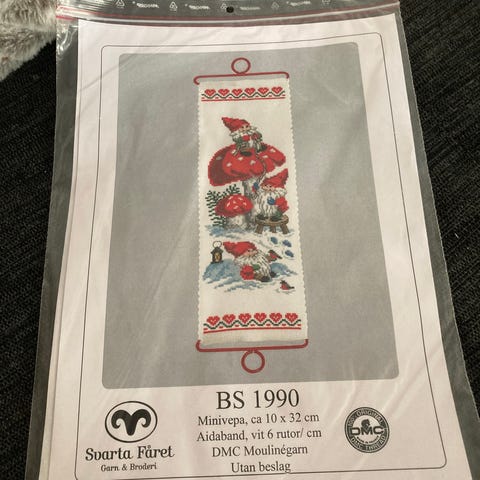 BS 1990
Minivepa, ca 10 x 32 cm
Aidaband, vit 6 rutor/ cm
DMC Moulinégarn
Utan beslag
Svarta Fåret
Garn. & Broderi
DMC